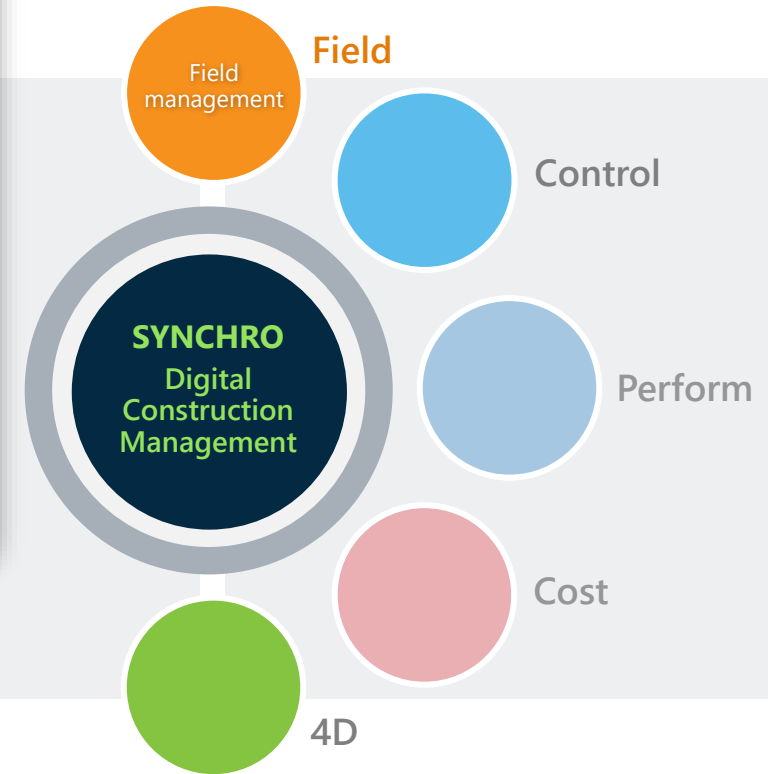 Field
management
Field
Control
SYNCHRO
Digital
Construction
Management
Perform
Cost
4D